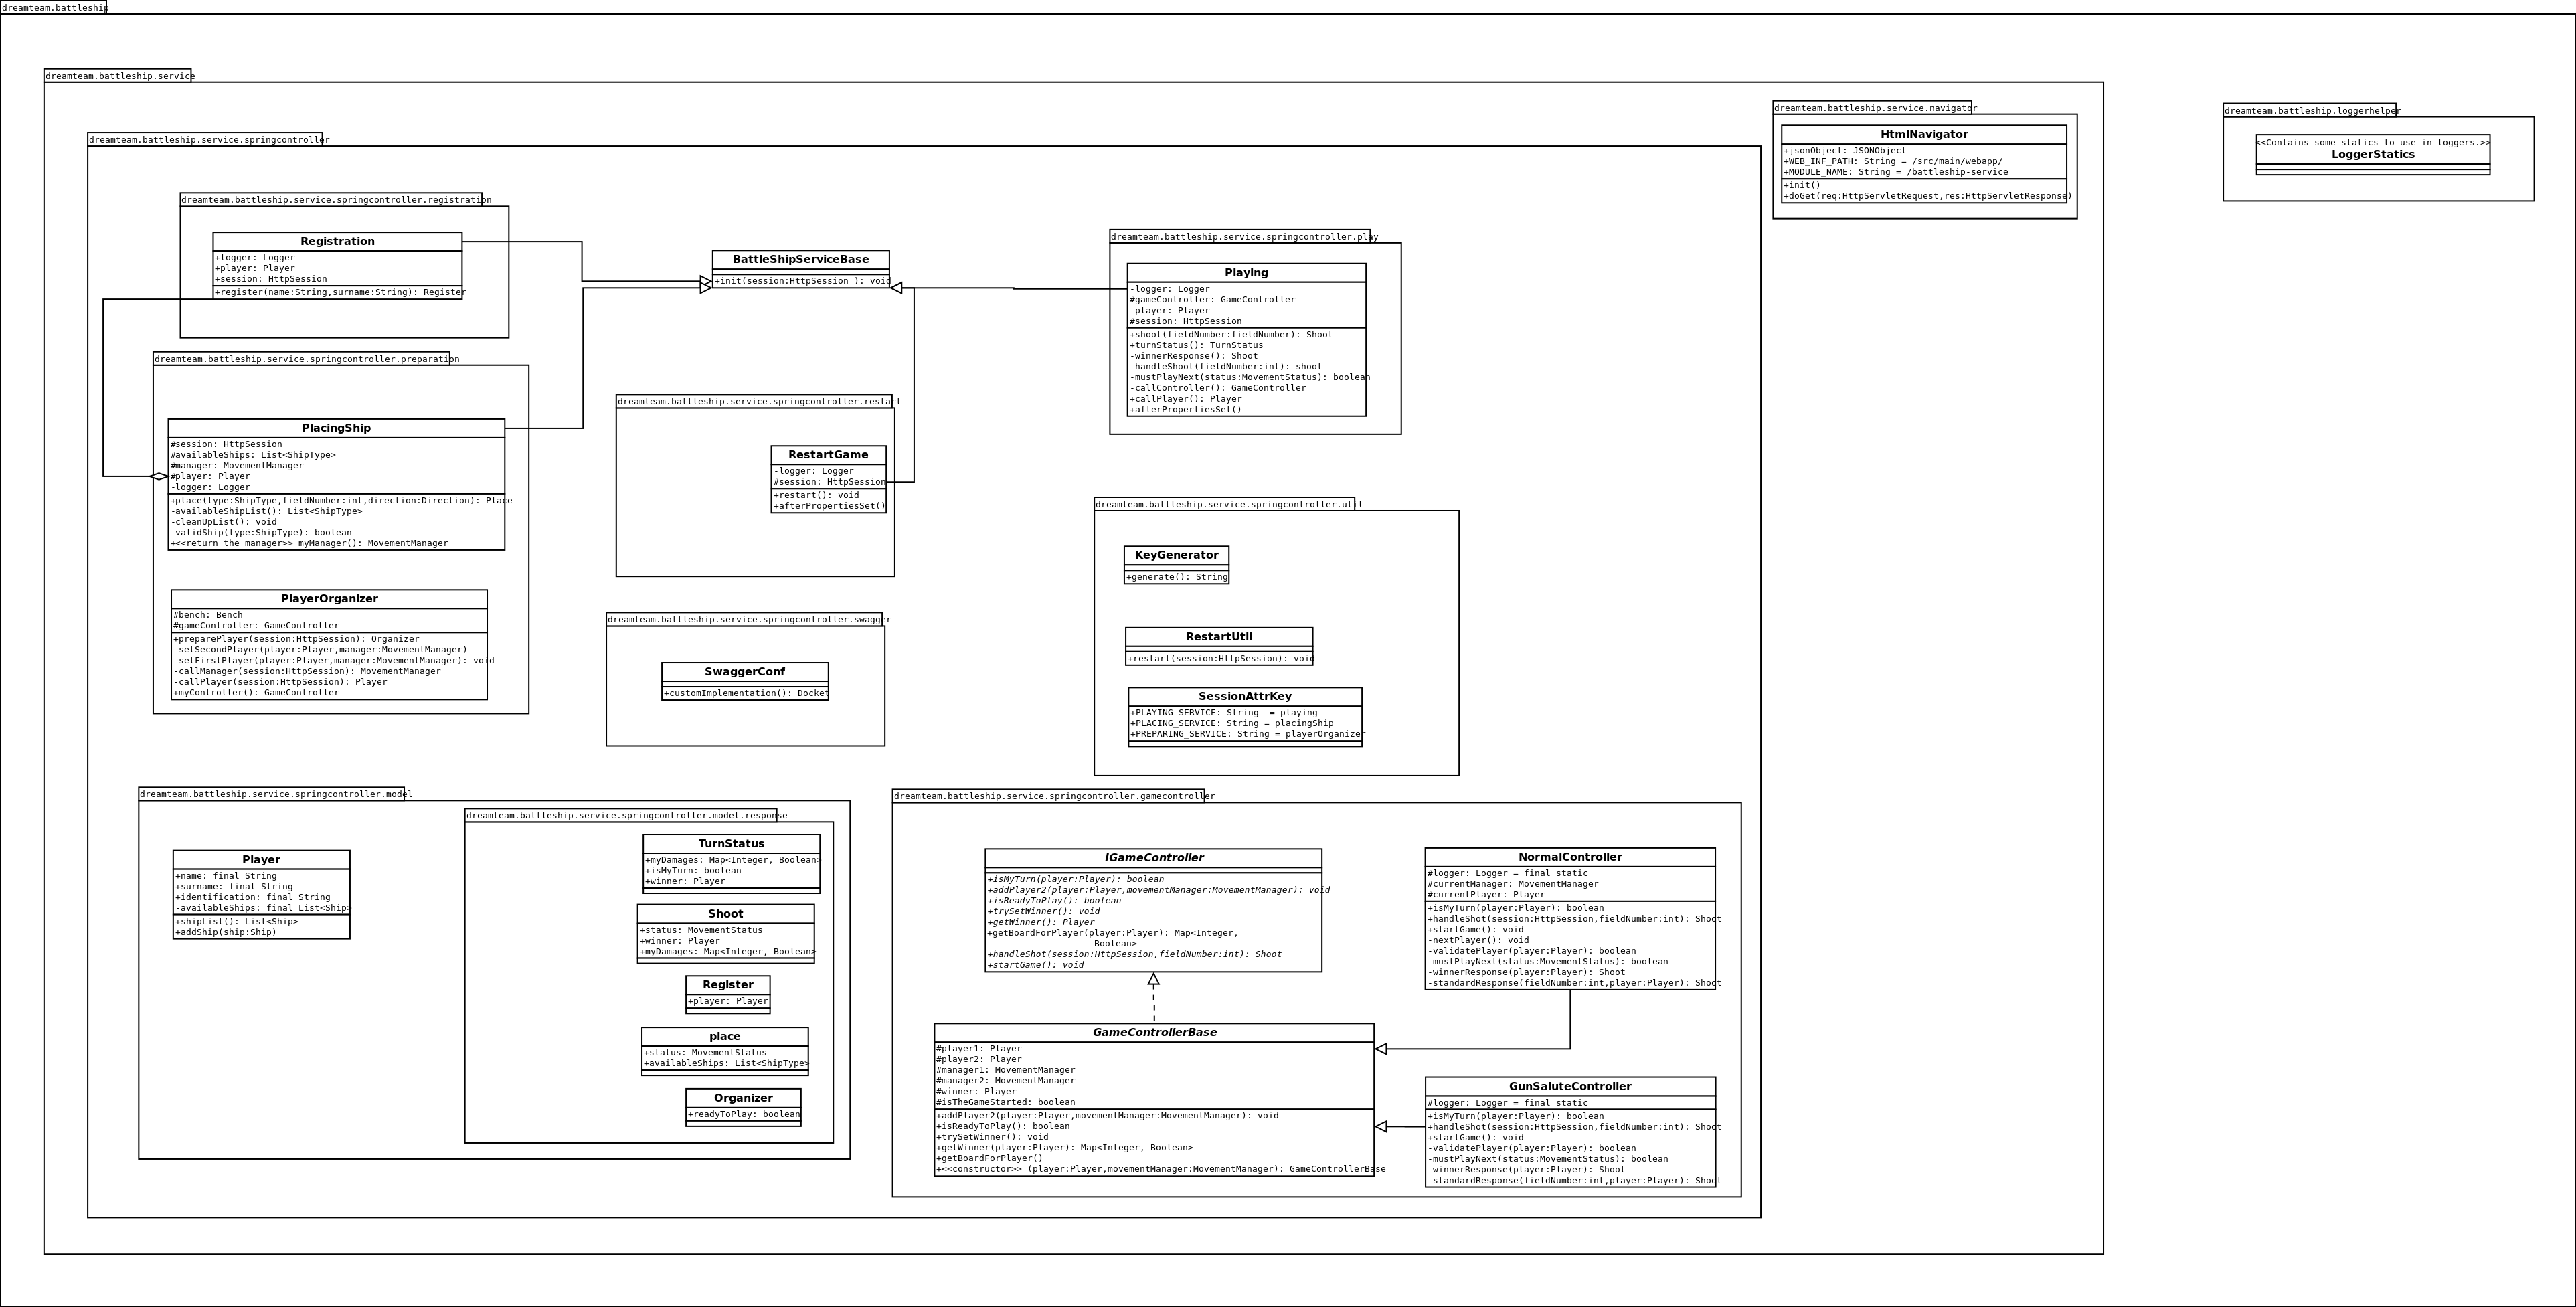 dreamteam.battleship
dreamteam.battleship.service
dreamteam.battleship.service.springcontroller
dreamteam.battleship.service.springcontroller.registration
Registration
+logger: Logger
+player: Player
+session: HttpSession
+register(name:String,surname:String): Register
dreamteam.battleship.service.springcontroller.preparation
PlacingShip
#session: HttpSession
#availableShips: List<ShipType>
#manager: MovementManager
#player: Player
-logger: Logger
+place(type:ShipType,fieldNumber:int,direction:Direction): Place
-availableShipList(): List<ShipType>
-cleanUpList(): void
-validShip(type:ShipType): boolean
+<<return the manager>> myManager(): MovementManager
PlayerOrganizer
#bench: Bench
#gameController: GameController
+preparePlayer(session:HttpSession): Organizer
-setSecondPlayer(player:Player,manager:MovementManager)
-setFirstPlayer(player:Player,manager:MovementManager): void
-callManager(session:HttpSession): MovementManager
-callPlayer(session:HttpSession): Player
+myController(): GameController
BattleShipServiceBase
+init(session:HttpSession ): void
dreamteam.battleship.service.springcontroller.restart
RestartGame
-logger: Logger
#session: HttpSession
+restart(): void
+afterPropertiesSet()
dreamteam.battleship.service.springcontroller.swagger
SwaggerConf
+customImplementation(): Docket
dreamteam.battleship.service.springcontroller.play
Playing
-logger: Logger
#gameController: GameController
-player: Player
#session: HttpSession
+shoot(fieldNumber:fieldNumber): Shoot
+turnStatus(): TurnStatus
-winnerResponse(): Shoot
-handleShoot(fieldNumber:int): shoot
-mustPlayNext(status:MovementStatus): boolean
-callController(): GameController
+callPlayer(): Player
+afterPropertiesSet()
dreamteam.battleship.service.springcontroller.util
KeyGenerator
+generate(): String
RestartUtil
+restart(session:HttpSession): void
SessionAttrKey
+PLAYING_SERVICE: String  = playing
+PLACING_SERVICE: String = placingShip
+PREPARING_SERVICE: String = playerOrganizer
dreamteam.battleship.service.springcontroller.model
Player
+name: final String
+surname: final String
+identification: final String
-availableShips: final List<Ship>
+shipList(): List<Ship>
+addShip(ship:Ship)
dreamteam.battleship.service.springcontroller.model.response
TurnStatus
+myDamages: Map<Integer, Boolean>
+isMyTurn: boolean
+winner: Player
Shoot
+status: MovementStatus
+winner: Player
+myDamages: Map<Integer, Boolean>
Register
+player: Player
place
+status: MovementStatus
+availableShips: List<ShipType>
Organizer
+readyToPlay: boolean
dreamteam.battleship.service.springcontroller.gamecontroller
IGameController
+isMyTurn(player:Player): boolean
+addPlayer2(player:Player,movementManager:MovementManager): void
+isReadyToPlay(): boolean
+trySetWinner(): void
+getWinner(): Player
+getBoardForPlayer(player:Player): Map<Integer,
Boolean>
+handleShot(session:HttpSession,fieldNumber:int): Shoot
+startGame(): void
GameControllerBase
#player1: Player
#player2: Player
#manager1: MovementManager
#manager2: MovementManager
#winner: Player
#isTheGameStarted: boolean
+addPlayer2(player:Player,movementManager:MovementManager): void
+isReadyToPlay(): boolean
+trySetWinner(): void
+getWinner(player:Player): Map<Integer, Boolean>
+getBoardForPlayer()
+<<constructor>> (player:Player,movementManager:MovementManager): GameControllerBase
NormalController
#logger: Logger = final static
#currentManager: MovementManager
#currentPlayer: Player
+isMyTurn(player:Player): boolean
+handleShot(session:HttpSession,fieldNumber:int): Shoot
+startGame(): void
-nextPlayer(): void
-validatePlayer(player:Player): boolean
-mustPlayNext(status:MovementStatus): boolean
-winnerResponse(player:Player): Shoot
-standardResponse(fieldNumber:int,player:Player): Shoot
GunSaluteController
#logger: Logger = final static
+isMyTurn(player:Player): boolean
+handleShot(session:HttpSession,fieldNumber:int): Shoot
+startGame(): void
-validatePlayer(player:Player): boolean
-mustPlayNext(status:MovementStatus): boolean
-winnerResponse(player:Player): Shoot
-standardResponse(fieldNumber:int,player:Player): Shoot
dreamteam.battleship.service.navigator
HtmlNavigator
+jsonObject: JSONObject
+WEB_INF_PATH: String = /src/main/webapp/
+MODULE_NAME: String = /battleship-service
+init()
+doGet(req:HttpServletRequest,res:HttpServletResponse)
dreamteam.battleship.loggerhelper
<<Contains some statics to use in loggers.>>
LoggerStatics